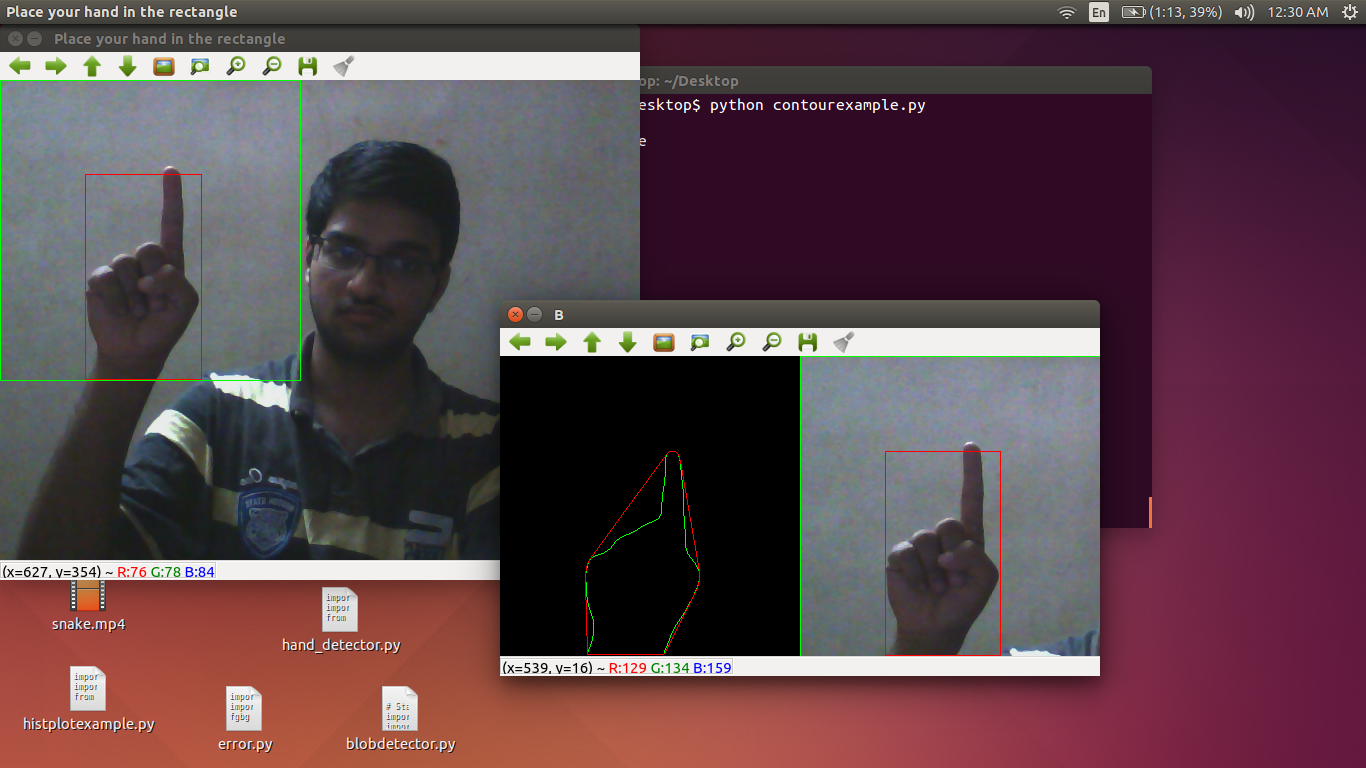 Place your hand in the rectangle
En
(1:13, 39%)
12:30 AM
Place your hand in the rectangle
op: ~/Desktop
esktop$ python contourexample.py
e
B
(x=627, y=354) ~ R:76 G:78 B:84
(x=539, y=16) ~ R:129 G:134 B:159
snake.mp4
impor
impor
from
hand_detector.py
impor
impor
from
histplotexample.py
impor
impor
fgbg
error.py
# Sta
impor
impor
blobdetector.py